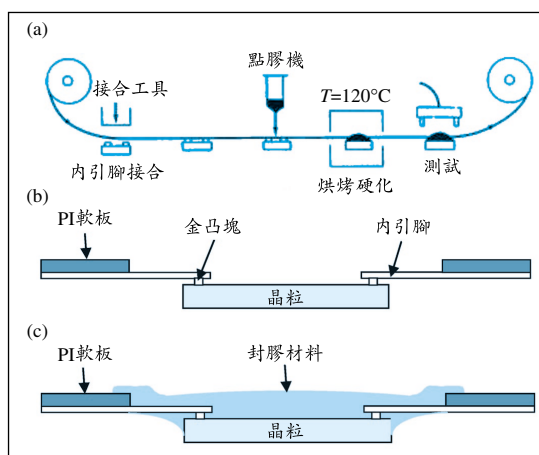 (a)
點膠機
接合工具
T=120°C
內引腳接合
烘烤硬化
測試
(b)
PI軟板
金凸塊
內引腳
晶粒
(c)
PI軟板
封膠材料
晶粒